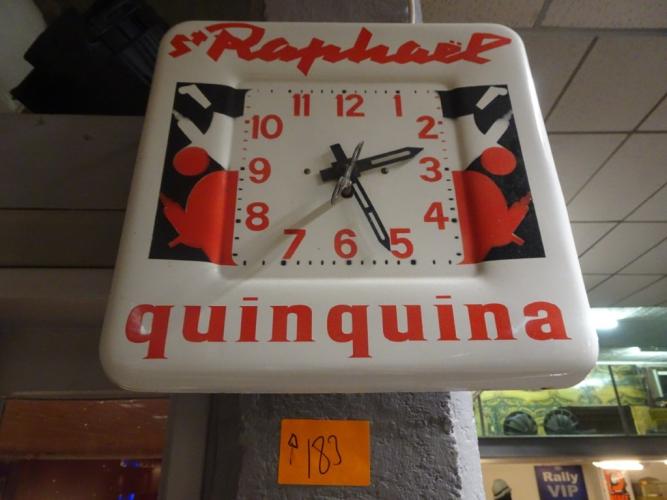 St Raphaël
11 12 1
10 2
9 3
8 4
7 6 5
quinquina
183
Rally
VIP